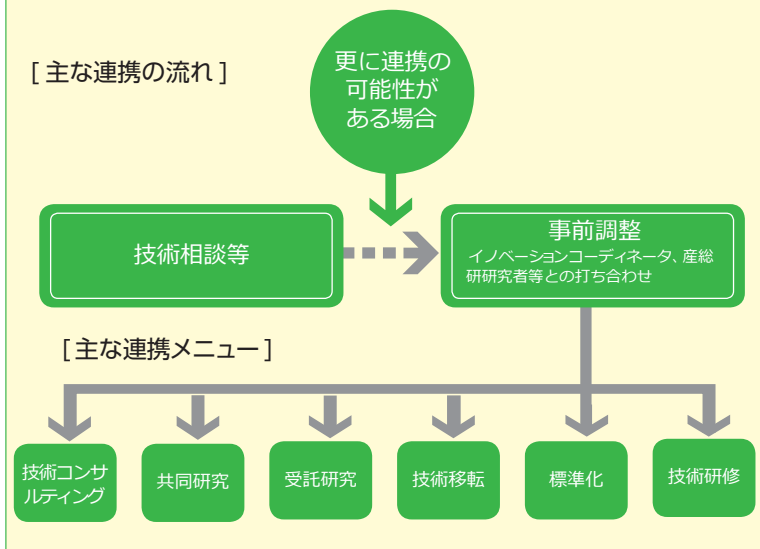 [ 主な連携の流れ ]
更に連携の
可能性が
ある場合
技術相談等
事前調整
イノベーションコーディネータ、産総
研研究者等との打ち合わせ
[ 主な連携メニュー ]
技術コンサ
ルティング
共同研究
受託研究
技術移転
標準化
技術研修